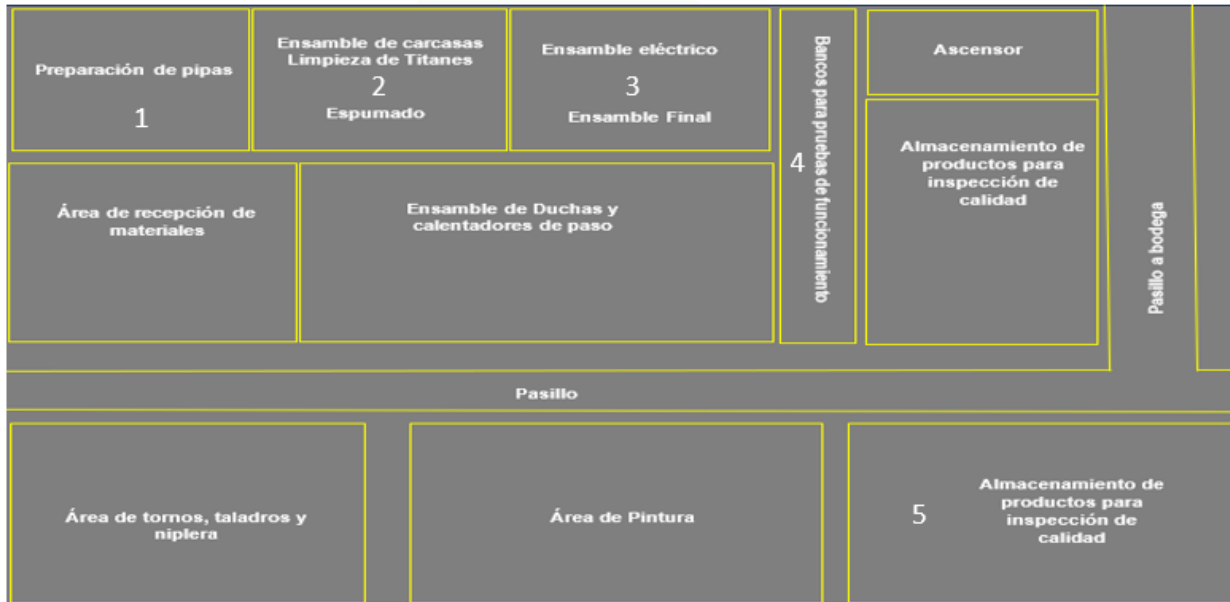 Preparación de pipas
1
Ensamble de carcasas
Limpieza de Titanes
2
Espumado
Ensamble eléctrico
3
Ensamble Final
4
Bancos para pruebas de funcionamiento
Ascensor
Almacenamiento de
productos para
inspección de
calidad
Pasillo a bodega
Área de recepción de
materiales
Ensamble de Duchas y
calentadores de paso
Pasillo
Área de tornos, taladros y
niplera
Área de Pintura
5
Almacenamiento de
productos para
inspección de
calidad